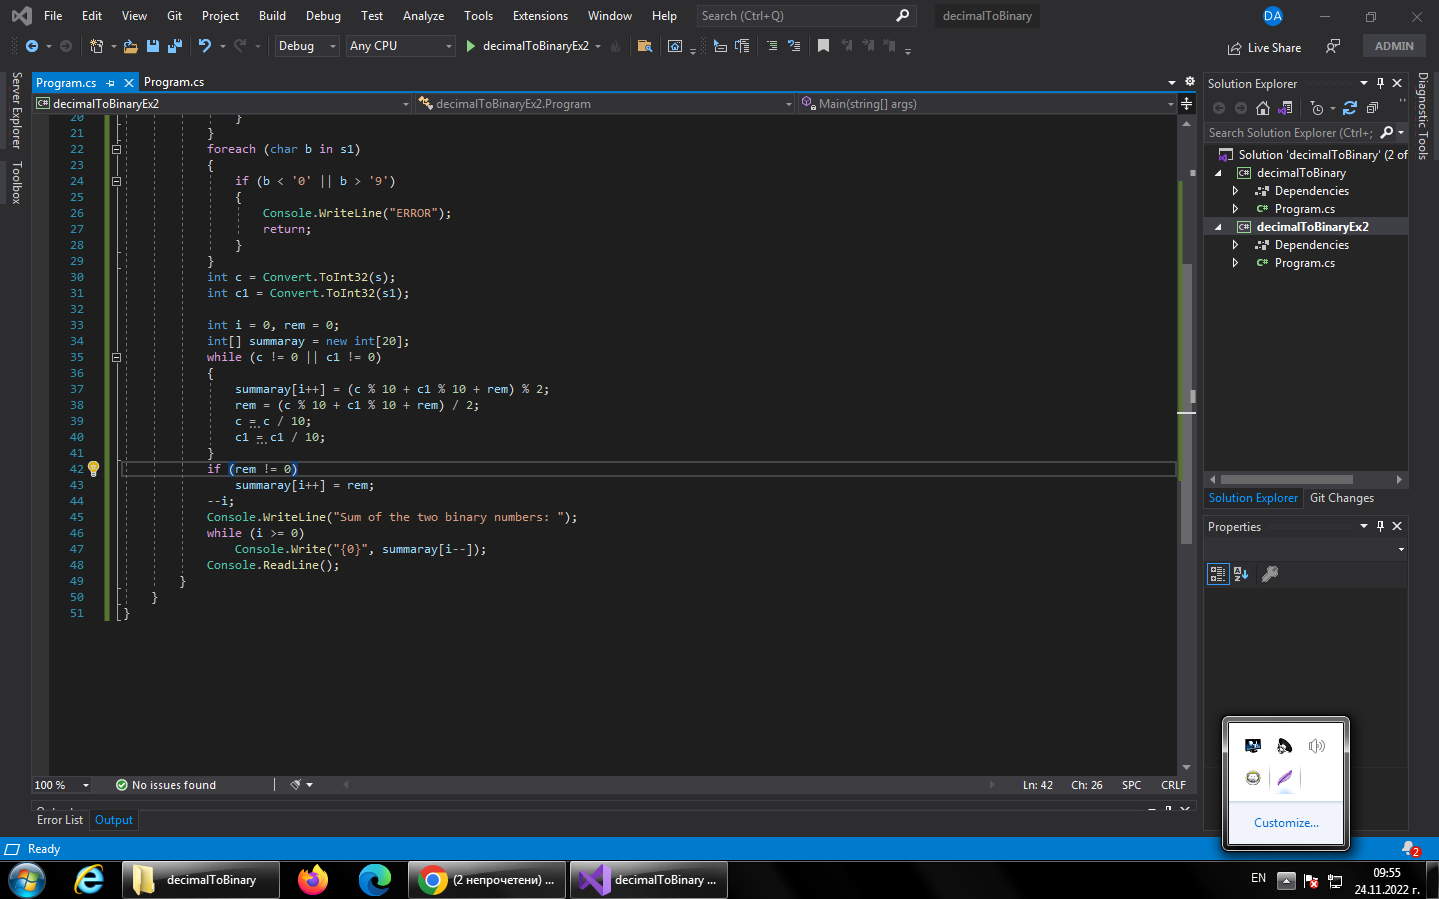 File Edit View Git Project Build Debug Test Analyze Tools Extensions Window Help Search (Ctrl+Q) decimalToBinary DA
Debug Any CPU decimalToBinaryEx2 Live Share ADMIN
Server Explorer
Toolbox
Program.cs Program.cs
C# decimalToBinaryEx2 decimalToBinaryEx2.Program Main(string[] args)
20 }
21 }
22 foreach (char b in s1)
23 {
24 if (b < '0' || b > '9')
25 {
26 Console.WriteLine("ERROR");
27 return;
28 }
29 }
30 int c = Convert.ToInt32(s);
31 int c1 = Convert.ToInt32(s1);
32
33 int i = 0, rem = 0;
34 int[] summaray = new int[20];
35 while (c != 0 || c1 != 0)
36 {
37 summaray[i++] = (c % 10 + c1 % 10 + rem) % 2;
38 rem = (c % 10 + c1 % 10 + rem) / 2;
39 c = c / 10;
40 c1 = c1 / 10;
41 }
42 if (rem != 0)
43 summaray[i++] = rem;
44 --i;
45 Console.WriteLine("Sum of the two binary numbers: ");
46 while (i >= 0)
47 Console.Write("{0}", summaray[i--]);
48 Console.ReadLine();
49 }
50 }
51 }
100 % No issues found Ln: 42 Ch: 26 SPC CRLF
Error List Output
Solution Explorer
Search Solution Explorer (Ctrl+;
Solution 'decimalToBinary' (2 of
C# decimalToBinary
Dependencies
C# Program.cs
C# decimalToBinaryEx2
Dependencies
C# Program.cs
Solution Explorer Git Changes
Properties
Diagnostic Tools
Customize...
Ready 2
decimalToBinary (2 непрочетени) ... decimalToBinary ... EN 09:55
24.11.2022 г.